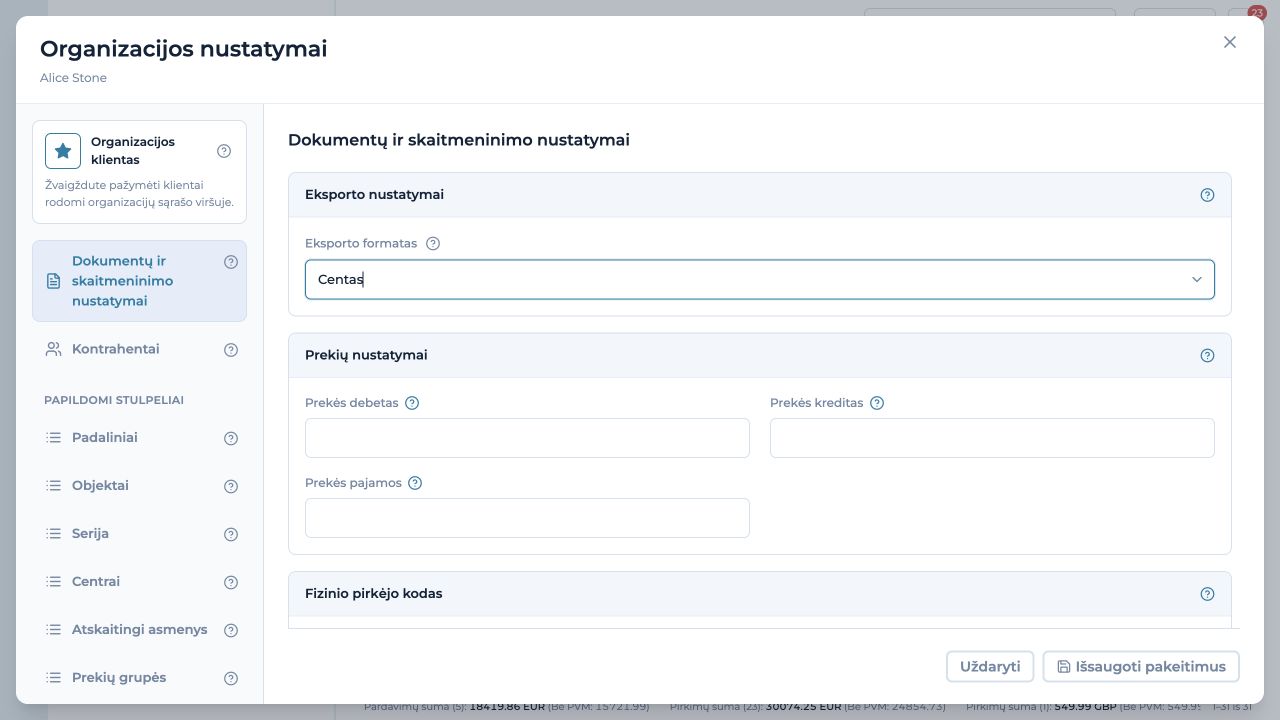 23
Organizacijos nustatymai
Alice Stone
Organizacijos
klientas
Žvaigždute pažymėti klientai
rodomi organizacijų sąrašo viršuje.
Dokumentų ir
skaitmeninimo
nustatymai
Kontrahentai
PAPILDOMI STULPELIAI
Padaliniai
Objektai
Serija
Centrai
Atskaitingi asmenys
Prekių grupės
Dokumentų ir skaitmeninimo nustatymai
Eksporto nustatymai
Eksporto formatas
Centas
Prekių nustatymai
Prekės debetas
Prekės kreditas
Prekės pajamos
Fizinio pirkėjo kodas
Uždaryti
Išsaugoti pakeitimus
Pardavimų suma (5): 18419.86 EUR (Be PVM: 15721.99) Pirkimų suma (23): 30074.25 EUR (Be PVM: 24854.73) Pirkimų suma (1): 549.99 GBP (Be PVM: 549.9